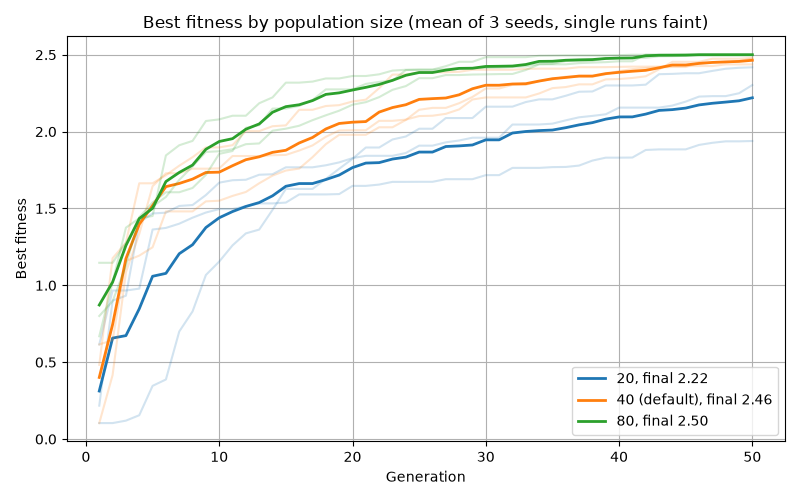 Best fitness by population size (mean of 3 seeds, single runs faint)
Best fitness
2.5
2.0
1.5
1.0
0.5
0.0
0 10 20 30 40 50
Generation
20, final 2.22
40 (default), final 2.46
80, final 2.50